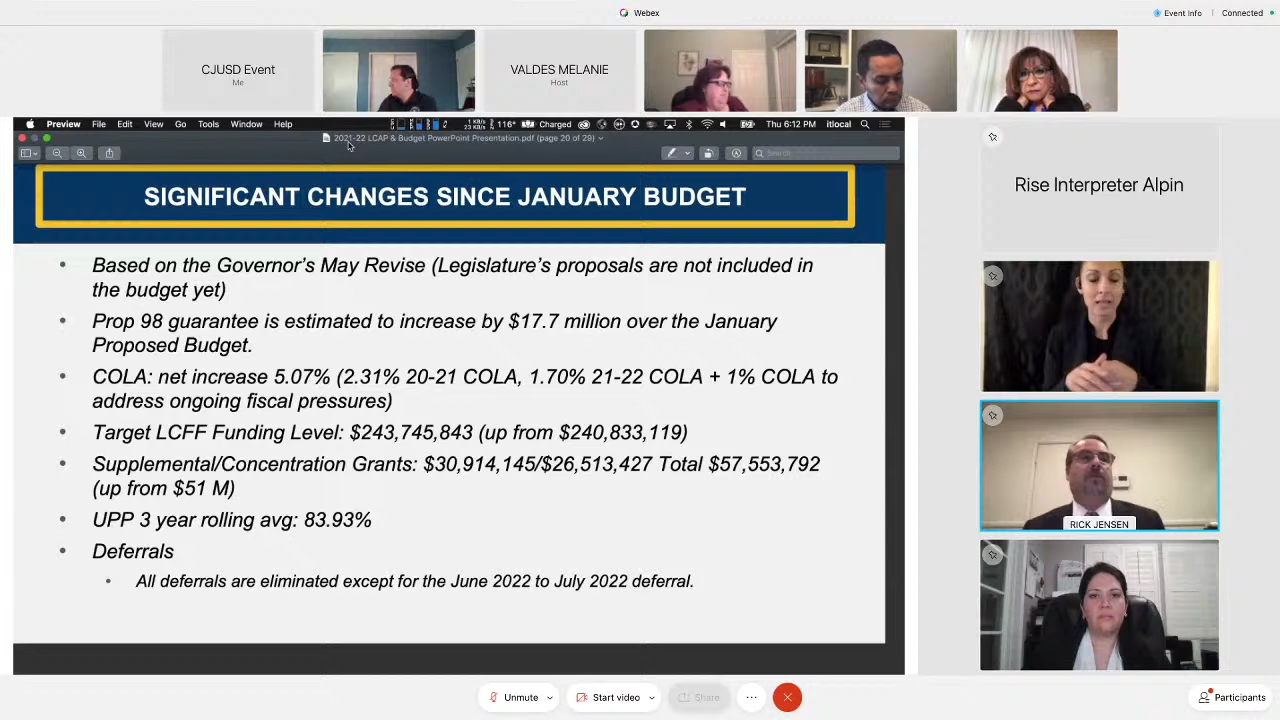 Webex
Event Info
Connected
CJUSD Event
Me
VALDES MELANIE
Host
Preview File Edit View Go Tools Window Help
1 KB/s
23 KB/s
116° Charged Thu 6:12 PM itlocal
2021-22 LCAP & Budget PowerPoint Presentation.pdf (page 20 of 29)
Search
SIGNIFICANT CHANGES SINCE JANUARY BUDGET
• Based on the Governor's May Revise (Legislature's proposals are not included in
the budget yet)
• Prop 98 guarantee is estimated to increase by $17.7 million over the January
Proposed Budget.
• COLA: net increase 5.07% (2.31% 20-21 COLA, 1.70% 21-22 COLA + 1% COLA to
address ongoing fiscal pressures)
• Target LCFF Funding Level: $243,745,843 (up from $240,833,119)
• Supplemental/Concentration Grants: $30,914,145/$26,513,427 Total $57,553,792
(up from $51 M)
• UPP 3 year rolling avg: 83.93%
• Deferrals
• All deferrals are eliminated except for the June 2022 to July 2022 deferral.
Rise Interpreter Alpin
RICK JENSEN
Unmute
Start video
Share
Participants